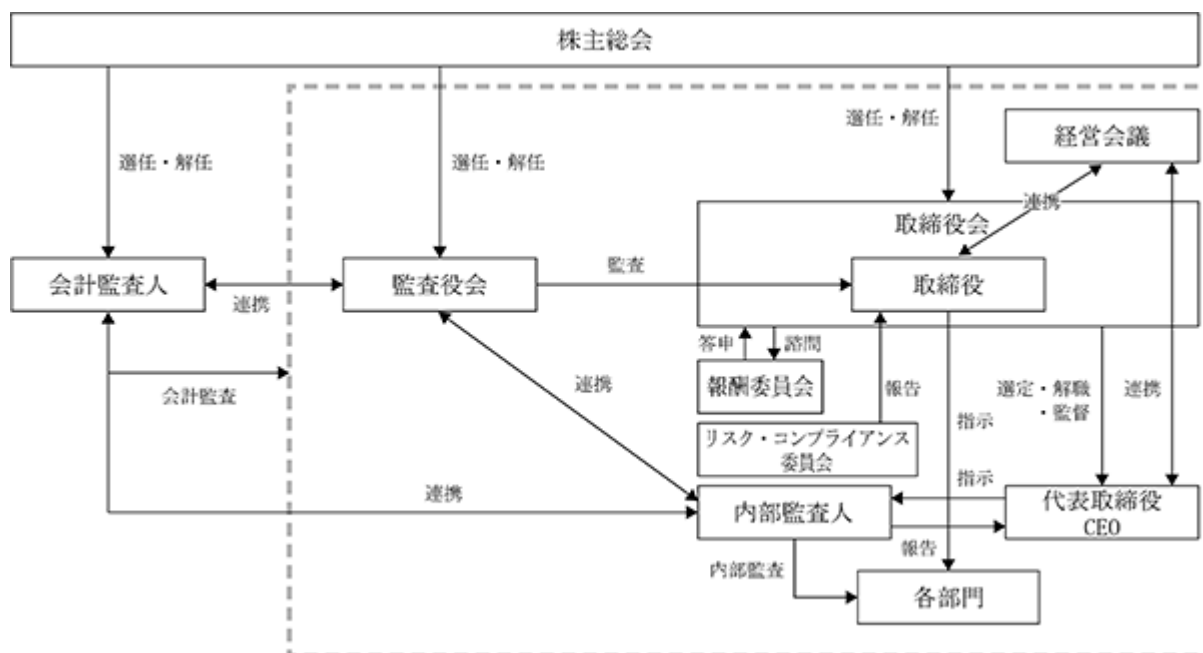 株主総会
選任・解任
選任・解任
選任・解任
経営会議
連携
取締役会
会計監査人
連携
監査役会
監査
取締役
答申
諮問
会計監査
連携
報酬委員会
報告
指示
選定・解職
・監督
連携
リスク・コンプライアンス
委員会
連携
内部監査人
指示
代表取締役
CEO
報告
内部監査
各部門